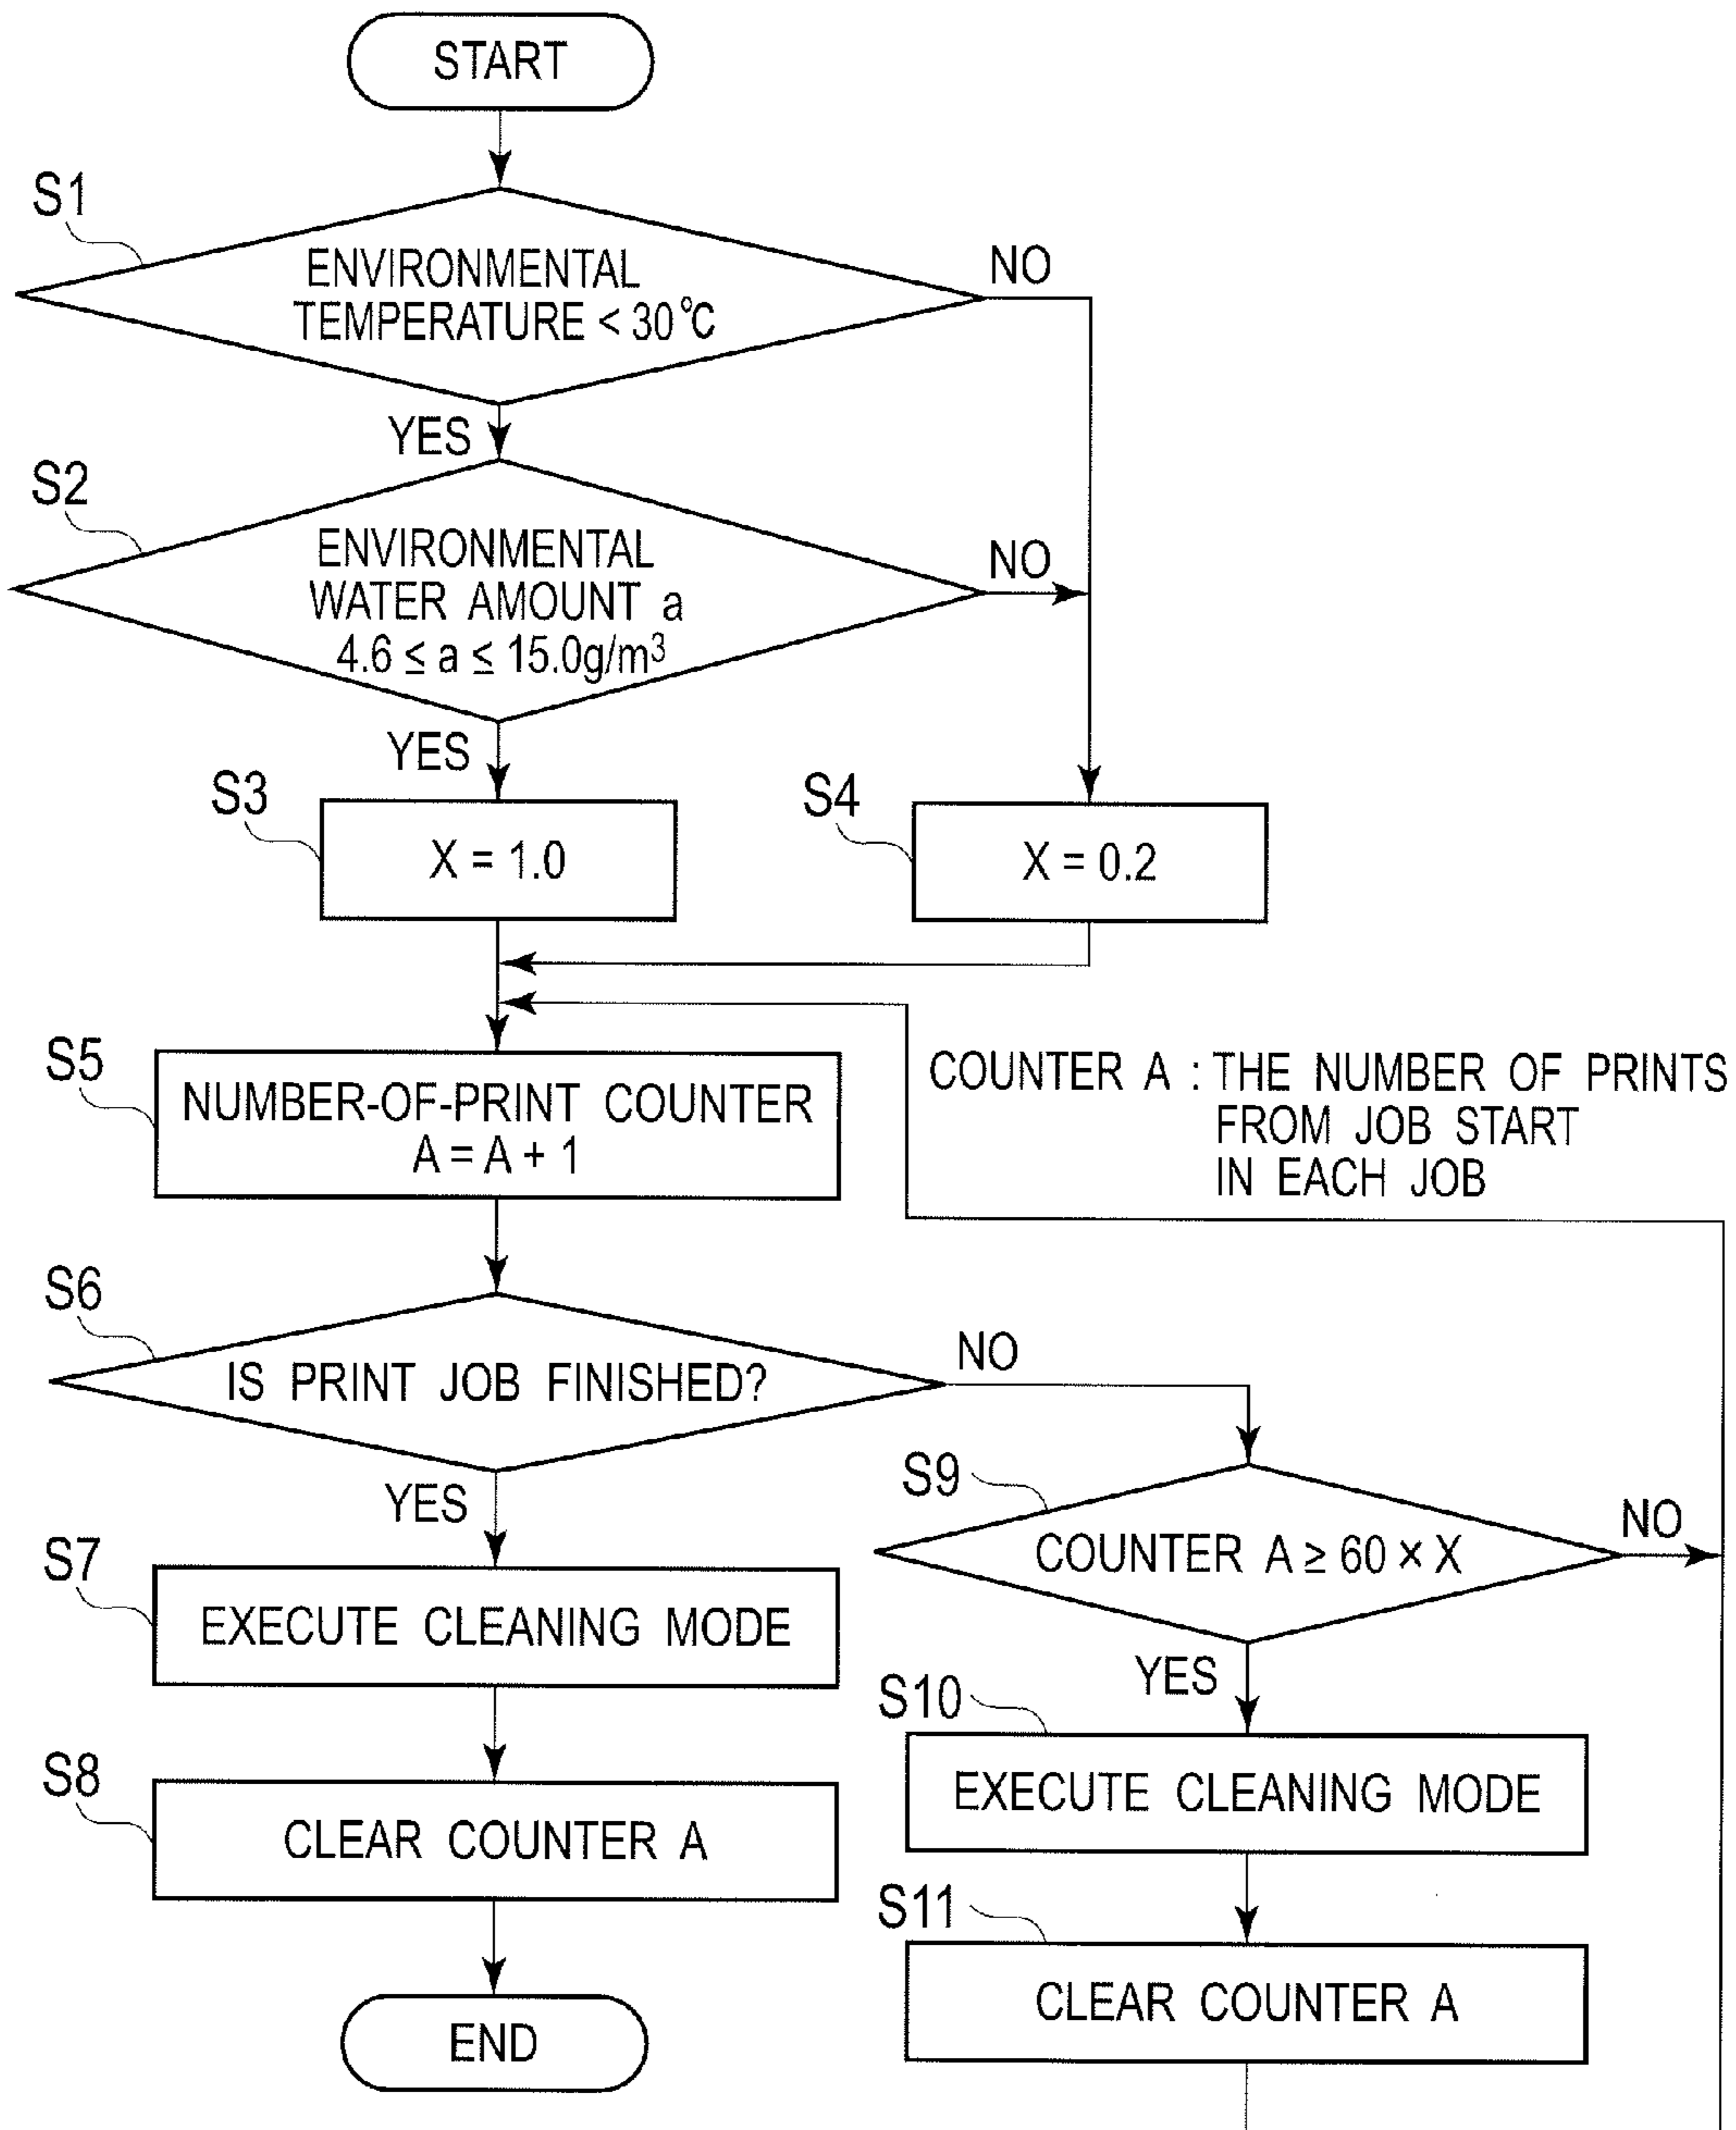 START
S1
ENVIRONMENTAL
TEMPERATURE < 30℃
NO
YES
S2
ENVIRONMENTAL
WATER AMOUNT a
4.6 ≤ a ≤ 15.0g/m³
NO
YES
S3
X = 1.0
S4
X = 0.2
S5
NUMBER-OF-PRINT COUNTER
A = A + 1
COUNTER A : THE NUMBER OF PRINTS
FROM JOB START
IN EACH JOB
S6
IS PRINT JOB FINISHED?
NO
YES
S9
COUNTER A ≥ 60 × X
NO
YES
S7
EXECUTE CLEANING MODE
S10
EXECUTE CLEANING MODE
S8
CLEAR COUNTER A
S11
CLEAR COUNTER A
END